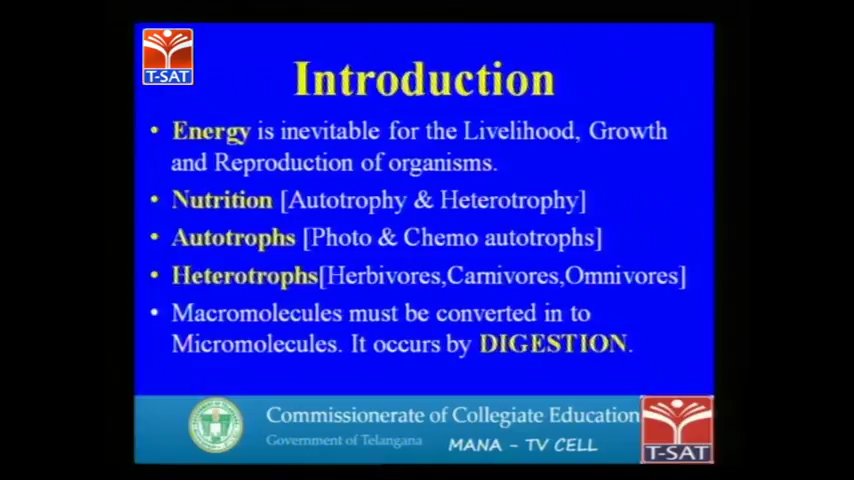 T-SAT
Introduction
• Energy is inevitable for the Livelihood, Growth
and Reproduction of organisms.
• Nutrition [Autotrophy & Heterotrophy]
• Autotrophs [Photo & Chemo autotrophs]
• Heterotrophs[Herbivores,Carnivores,Omnivores]
• Macromolecules must be converted in to
Micromolecules. It occurs by DIGESTION.
Commissionerate of Collegiate Education
Government of Telangana MANA - TV CELL
T-SAT